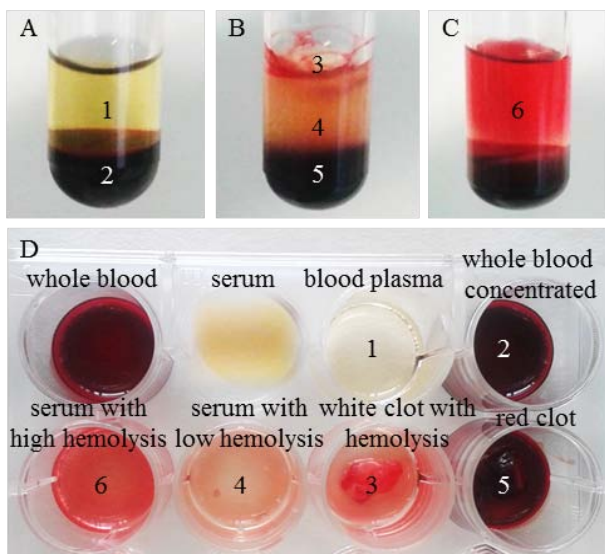 A
B
C
1
3
4
6
2
5
D
whole blood
serum
blood plasma
whole blood
concentrated
1
2
serum with
high hemolysis
serum with
low hemolysis
white clot with
hemolysis
red clot
6
4
3
5